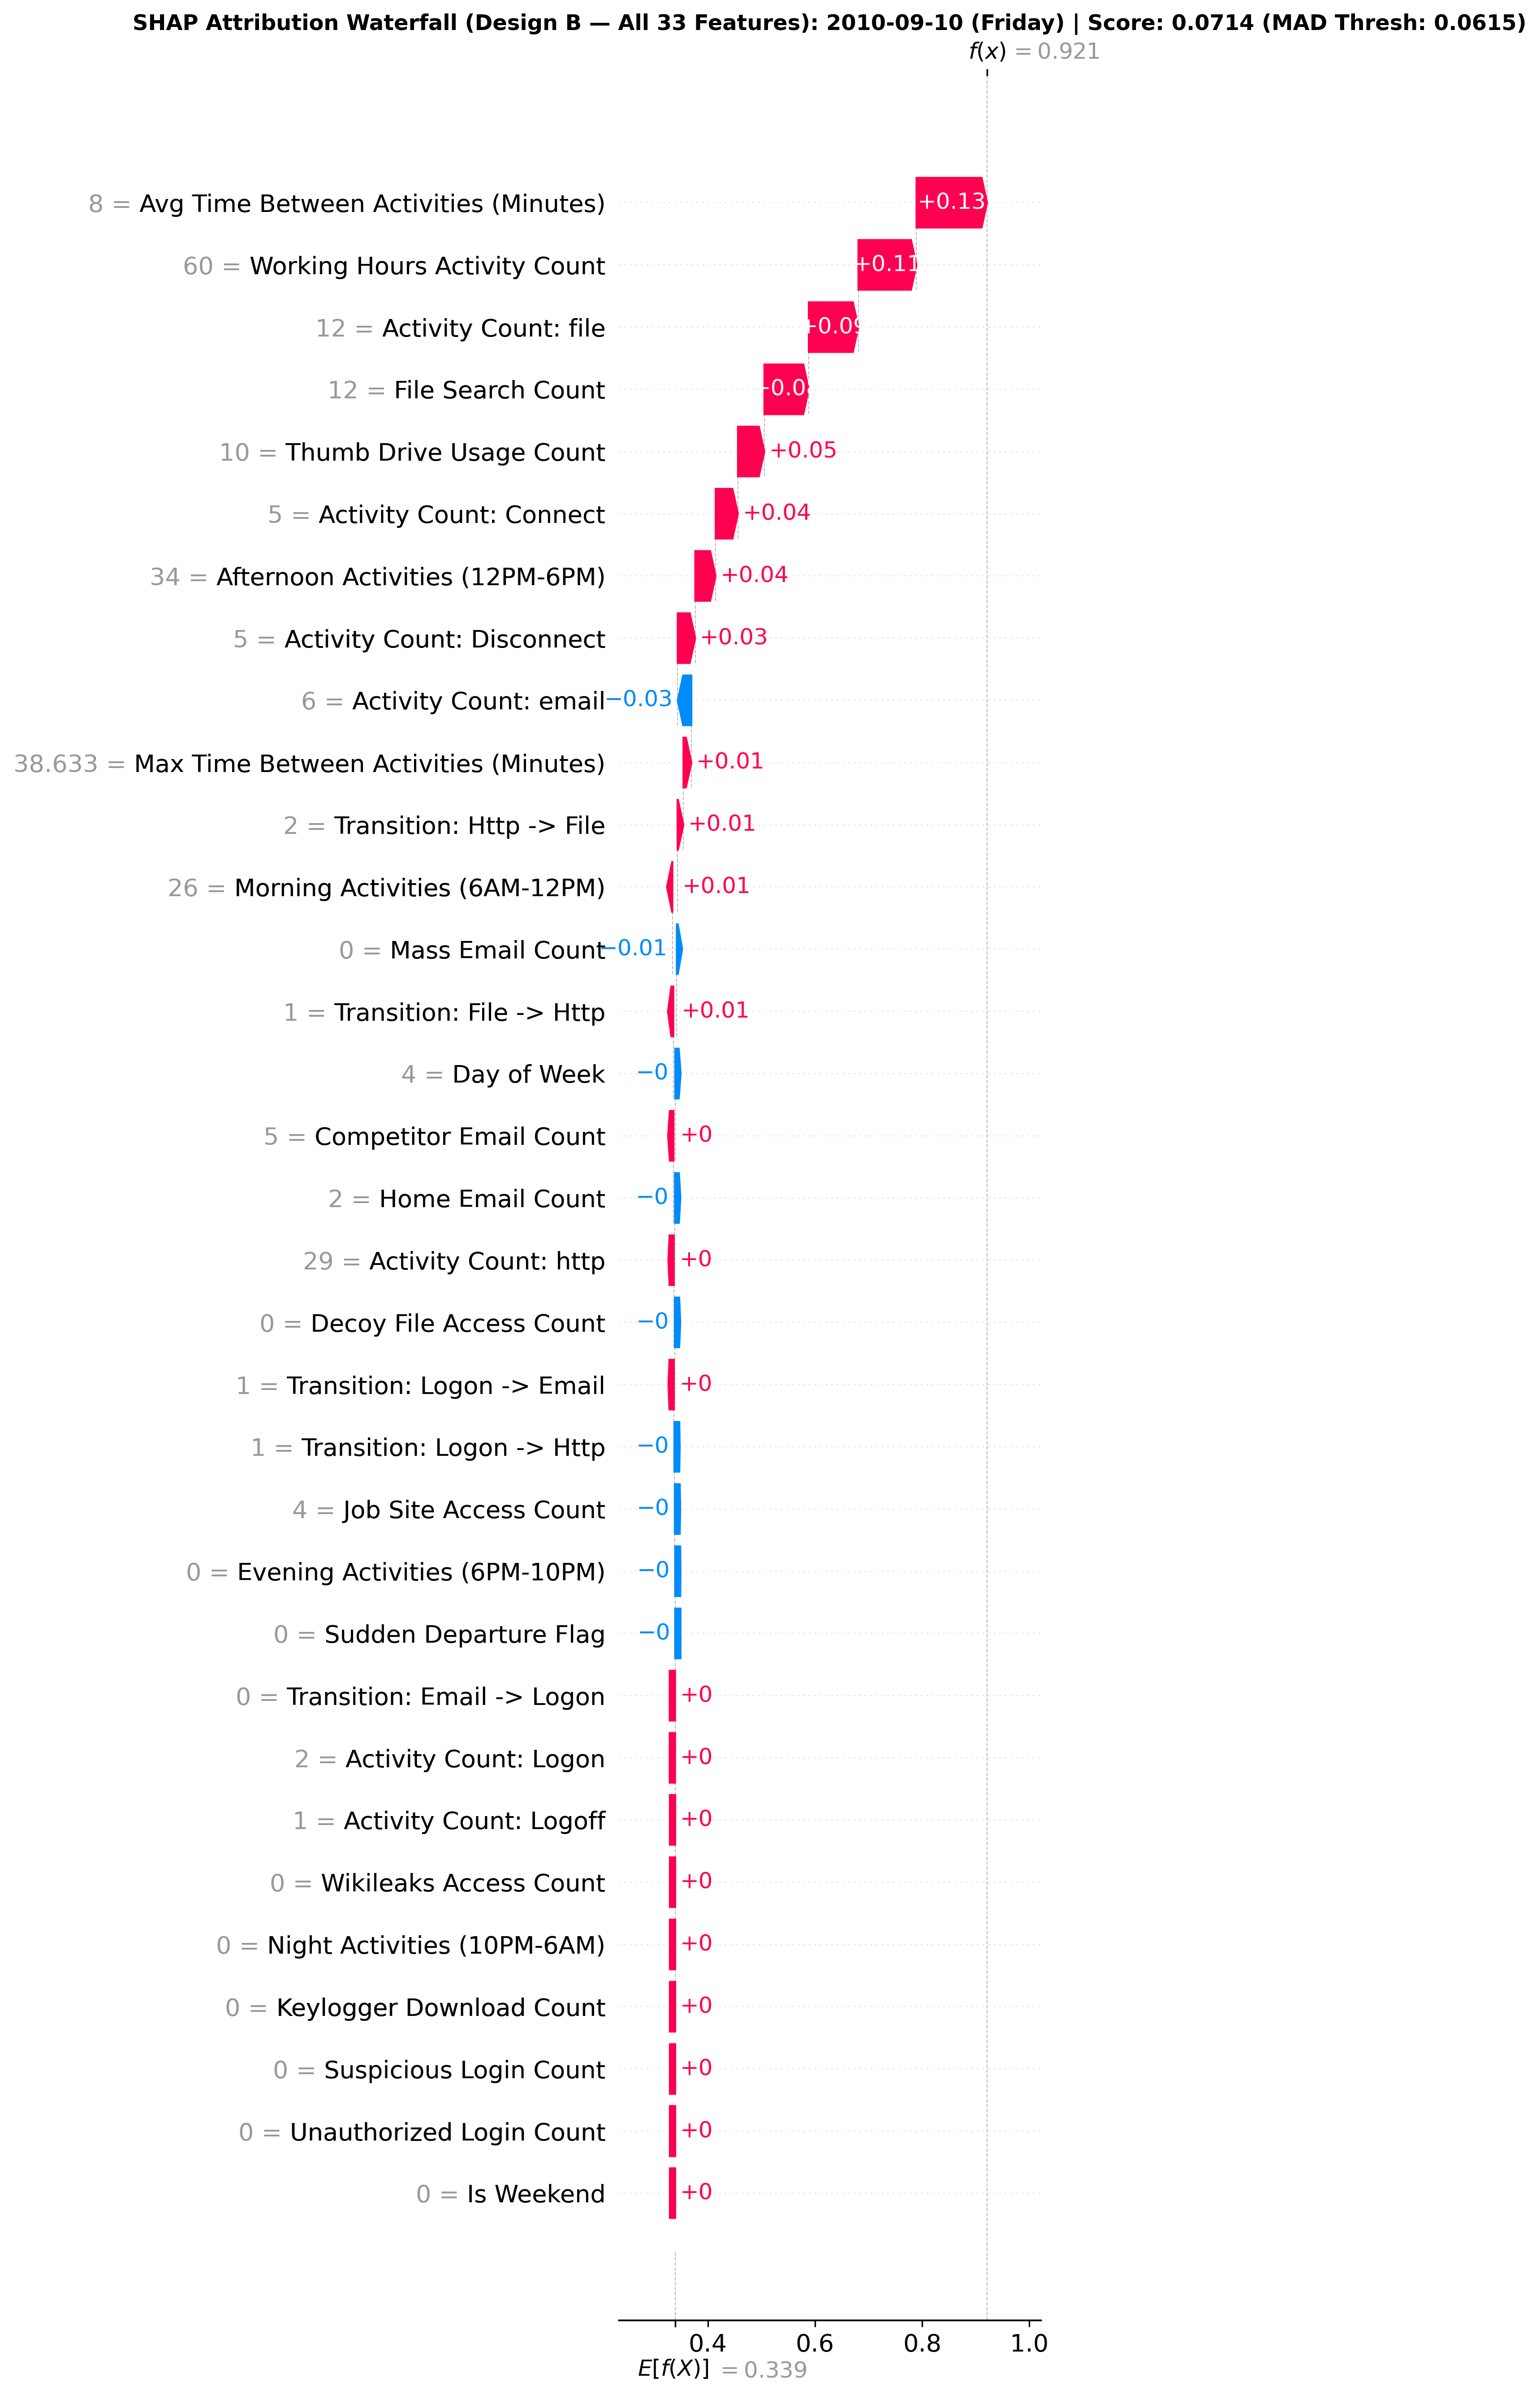 SHAP Attribution Waterfall (Design B — All 33 Features): 2010-09-10 (Friday) | Score: 0.0714 (MAD Thresh: 0.0615)
f(x) = 0.921
8 = Avg Time Between Activities (Minutes) +0.13
60 = Working Hours Activity Count +0.11
12 = Activity Count: file +0.09
12 = File Search Count
10 = Thumb Drive Usage Count +0.05
5 = Activity Count: Connect +0.04
34 = Afternoon Activities (12PM-6PM) +0.04
5 = Activity Count: Disconnect +0.03
6 = Activity Count: email −0.03
38.633 = Max Time Between Activities (Minutes) +0.01
2 = Transition: Http -> File +0.01
26 = Morning Activities (6AM-12PM) +0.01
0 = Mass Email Count −0.01
1 = Transition: File -> Http +0.01
4 = Day of Week −0
5 = Competitor Email Count +0
2 = Home Email Count −0
29 = Activity Count: http +0
0 = Decoy File Access Count −0
1 = Transition: Logon -> Email +0
1 = Transition: Logon -> Http −0
4 = Job Site Access Count −0
0 = Evening Activities (6PM-10PM) −0
0 = Sudden Departure Flag −0
0 = Transition: Email -> Logon +0
2 = Activity Count: Logon +0
1 = Activity Count: Logoff +0
0 = Wikileaks Access Count +0
0 = Night Activities (10PM-6AM) +0
0 = Keylogger Download Count +0
0 = Suspicious Login Count +0
0 = Unauthorized Login Count +0
0 = Is Weekend +0
0.4 0.6 0.8 1.0
E[f(X)] = 0.339